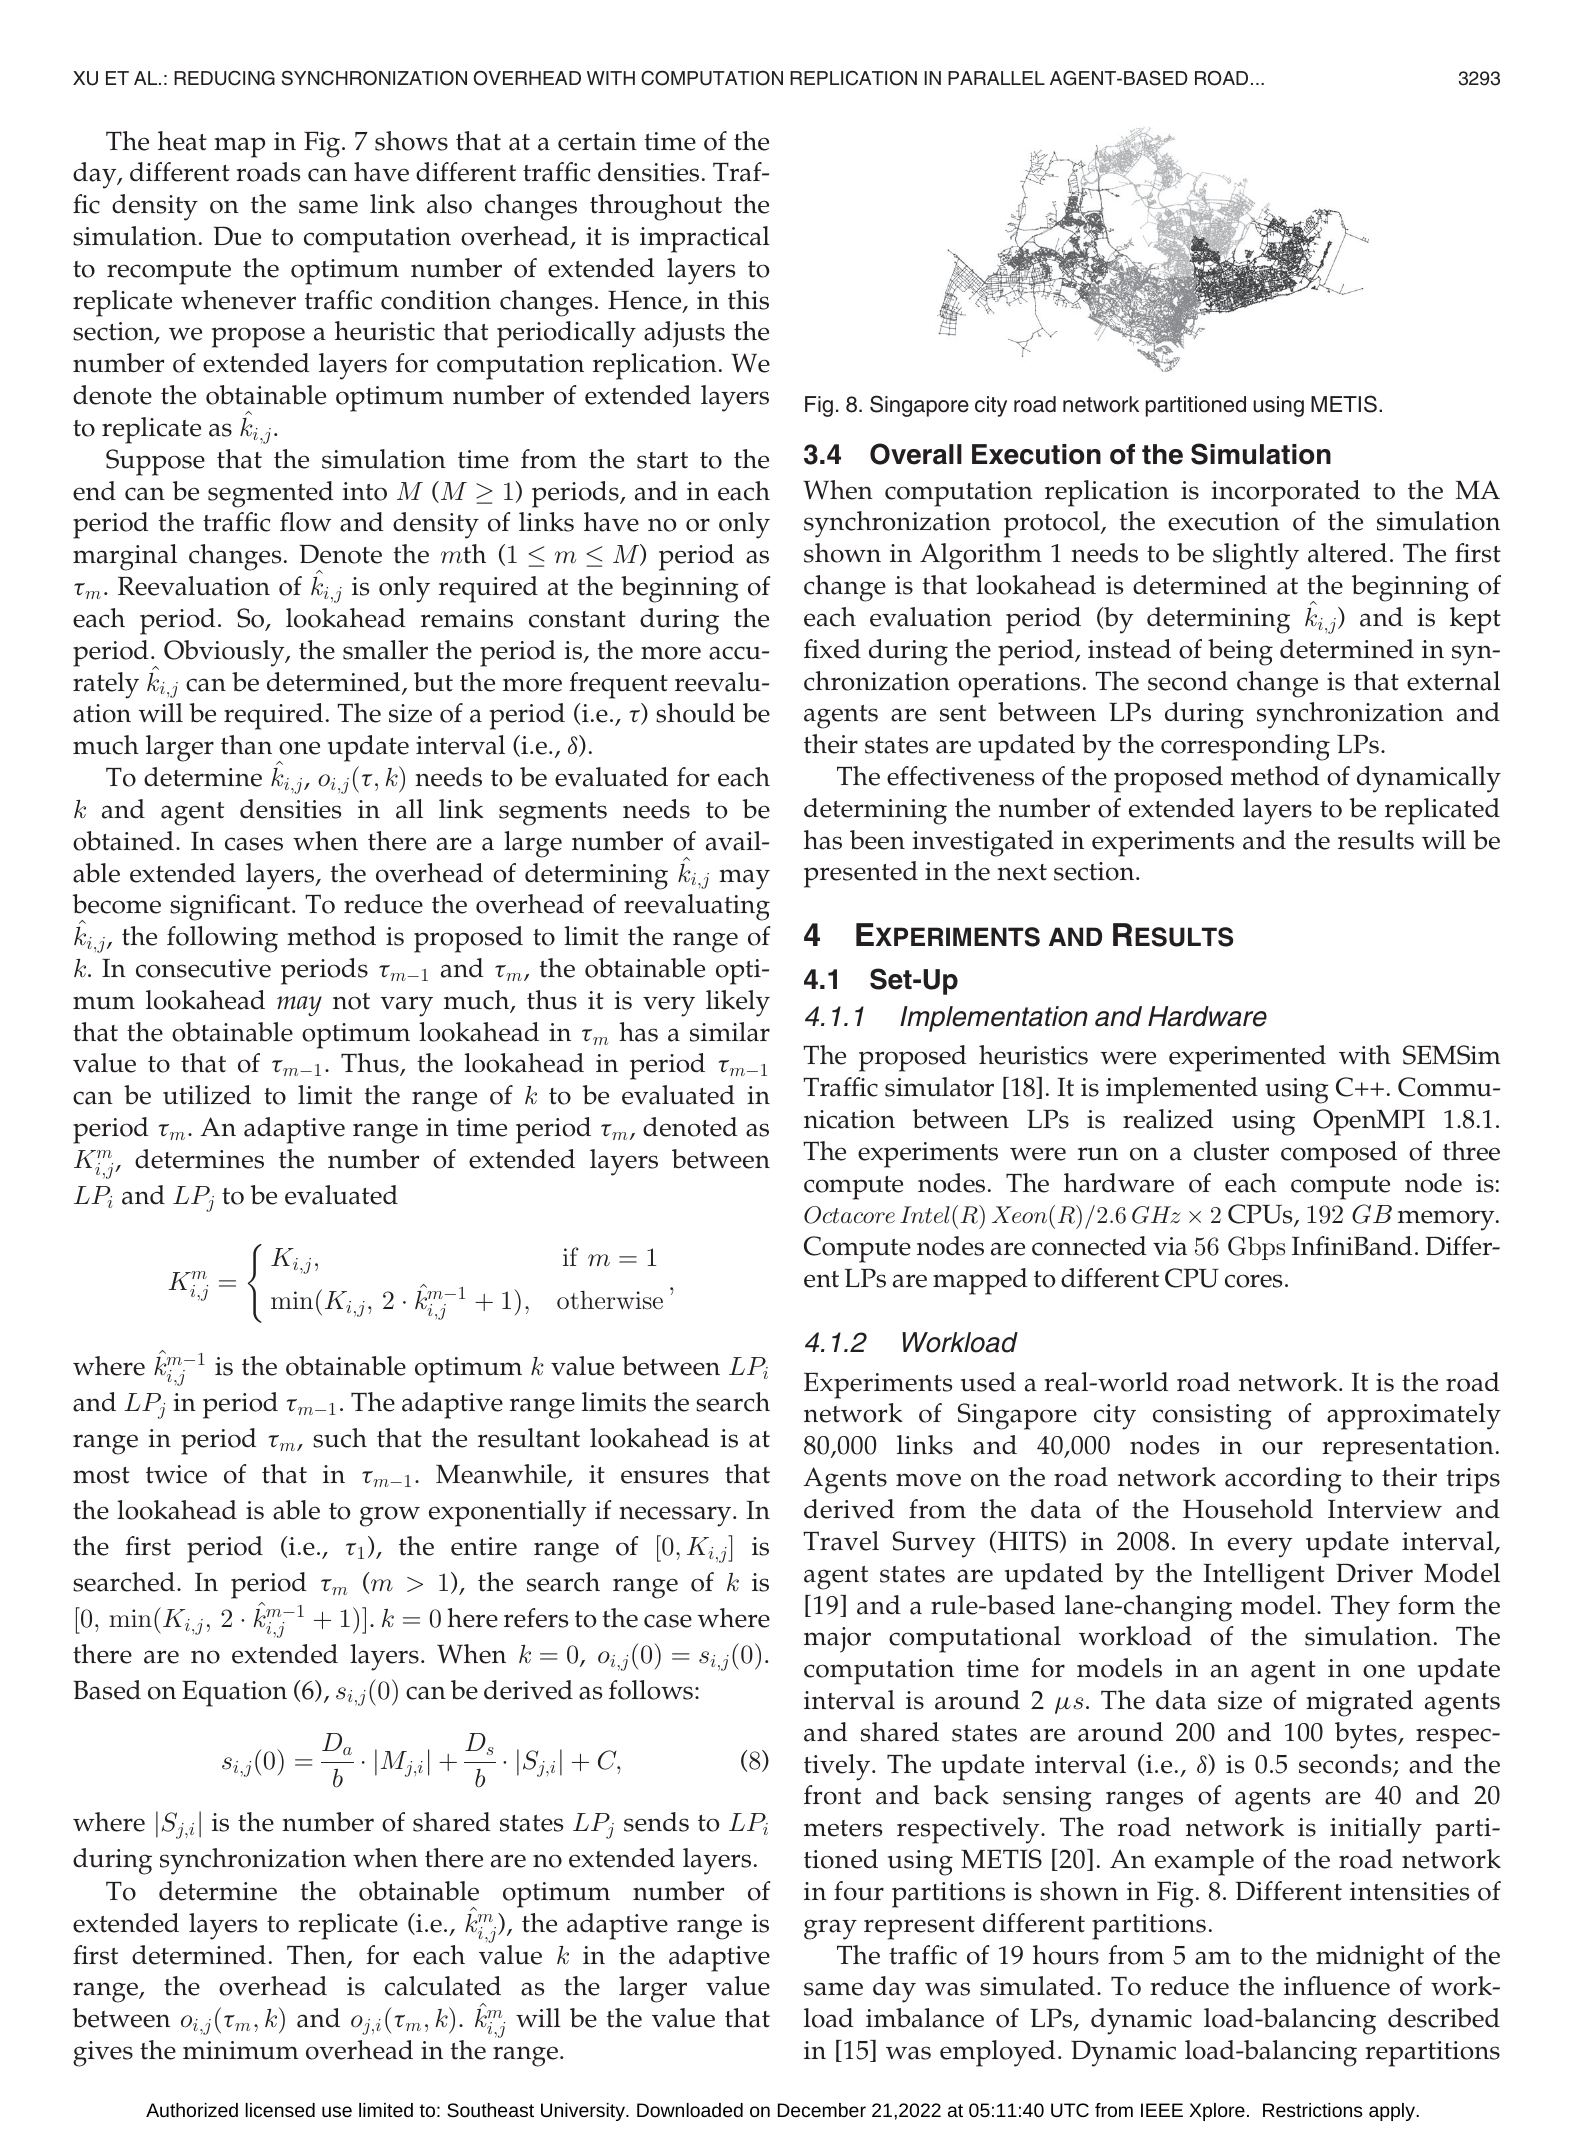 XU ET AL.: REDUCING SYNCHRONIZATION OVERHEAD WITH COMPUTATION REPLICATION IN PARALLEL AGENT-BASED ROAD... 3293
The heat map in Fig. 7 shows that at a certain time of the
day, different roads can have different traffic densities. Traf-
fic density on the same link also changes throughout the
simulation. Due to computation overhead, it is impractical
to recompute the optimum number of extended layers to
replicate whenever traffic condition changes. Hence, in this
section, we propose a heuristic that periodically adjusts the
number of extended layers for computation replication. We
denote the obtainable optimum number of extended layers
to replicate as $\hat{k}_{i,j}$.
Suppose that the simulation time from the start to the
end can be segmented into $M$ ($M \geq 1$) periods, and in each
period the traffic flow and density of links have no or only
marginal changes. Denote the $m$th ($1 \leq m \leq M$) period as
$\tau_m$. Reevaluation of $\hat{k}_{i,j}$ is only required at the beginning of
each period. So, lookahead remains constant during the
period. Obviously, the smaller the period is, the more accu-
rately $\hat{k}_{i,j}$ can be determined, but the more frequent reevalu-
ation will be required. The size of a period (i.e., $\tau$) should be
much larger than one update interval (i.e., $\delta$).
To determine $\hat{k}_{i,j}$, $o_{i,j}(\tau, k)$ needs to be evaluated for each
$k$ and agent densities in all link segments needs to be
obtained. In cases when there are a large number of avail-
able extended layers, the overhead of determining $\hat{k}_{i,j}$ may
become significant. To reduce the overhead of reevaluating
$\hat{k}_{i,j}$, the following method is proposed to limit the range of
$k$. In consecutive periods $\tau_{m-1}$ and $\tau_m$, the obtainable opti-
mum lookahead may not vary much, thus it is very likely
that the obtainable optimum lookahead in $\tau_m$ has a similar
value to that of $\tau_{m-1}$. Thus, the lookahead in period $\tau_{m-1}$
can be utilized to limit the range of $k$ to be evaluated in
period $\tau_m$. An adaptive range in time period $\tau_m$, denoted as
$K_{i,j}^m$, determines the number of extended layers between
$LP_i$ and $LP_j$ to be evaluated
$K_{i,j}^m = \begin{cases} K_{i,j}, & \text{if } m = 1 \\ \min(K_{i,j}, 2 \cdot \hat{k}_{i,j}^{m-1} + 1), & \text{otherwise} \end{cases},$
where $\hat{k}_{i,j}^{m-1}$ is the obtainable optimum $k$ value between $LP_i$
and $LP_j$ in period $\tau_{m-1}$. The adaptive range limits the search
range in period $\tau_m$, such that the resultant lookahead is at
most twice of that in $\tau_{m-1}$. Meanwhile, it ensures that
the lookahead is able to grow exponentially if necessary. In
the first period (i.e., $\tau_1$), the entire range of $[0, K_{i,j}]$ is
searched. In period $\tau_m$ ($m > 1$), the search range of $k$ is
$[0, \min(K_{i,j}, 2 \cdot \hat{k}_{i,j}^{m-1} + 1)]$. $k = 0$ here refers to the case where
there are no extended layers. When $k = 0$, $o_{i,j}(0) = s_{i,j}(0)$.
Based on Equation (6), $s_{i,j}(0)$ can be derived as follows:
$s_{i,j}(0) = \frac{D_a}{b} \cdot |M_{j,i}| + \frac{D_s}{b} \cdot |S_{j,i}| + C,$ (8)
where $|S_{j,i}|$ is the number of shared states $LP_j$ sends to $LP_i$
during synchronization when there are no extended layers.
To determine the obtainable optimum number of
extended layers to replicate (i.e., $\hat{k}_{i,j}^m$), the adaptive range is
first determined. Then, for each value $k$ in the adaptive
range, the overhead is calculated as the larger value
between $o_{i,j}(\tau_m, k)$ and $o_{j,i}(\tau_m, k)$. $\hat{k}_{i,j}^m$ will be the value that
gives the minimum overhead in the range.
Fig. 8. Singapore city road network partitioned using METIS.
3.4 Overall Execution of the Simulation
When computation replication is incorporated to the MA
synchronization protocol, the execution of the simulation
shown in Algorithm 1 needs to be slightly altered. The first
change is that lookahead is determined at the beginning of
each evaluation period (by determining $\hat{k}_{i,j}$) and is kept
fixed during the period, instead of being determined in syn-
chronization operations. The second change is that external
agents are sent between LPs during synchronization and
their states are updated by the corresponding LPs.
The effectiveness of the proposed method of dynamically
determining the number of extended layers to be replicated
has been investigated in experiments and the results will be
presented in the next section.
4 EXPERIMENTS AND RESULTS
4.1 Set-Up
4.1.1 Implementation and Hardware
The proposed heuristics were experimented with SEMSim
Traffic simulator [18]. It is implemented using C++. Commu-
nication between LPs is realized using OpenMPI 1.8.1.
The experiments were run on a cluster composed of three
compute nodes. The hardware of each compute node is:
Octacore Intel(R) Xeon(R)/2.6 GHz × 2 CPUs, 192 GB memory.
Compute nodes are connected via 56 Gbps InfiniBand. Differ-
ent LPs are mapped to different CPU cores.
4.1.2 Workload
Experiments used a real-world road network. It is the road
network of Singapore city consisting of approximately
80,000 links and 40,000 nodes in our representation.
Agents move on the road network according to their trips
derived from the data of the Household Interview and
Travel Survey (HITS) in 2008. In every update interval,
agent states are updated by the Intelligent Driver Model
[19] and a rule-based lane-changing model. They form the
major computational workload of the simulation. The
computation time for models in an agent in one update
interval is around 2 $\mu s$. The data size of migrated agents
and shared states are around 200 and 100 bytes, respec-
tively. The update interval (i.e., $\delta$) is 0.5 seconds; and the
front and back sensing ranges of agents are 40 and 20
meters respectively. The road network is initially parti-
tioned using METIS [20]. An example of the road network
in four partitions is shown in Fig. 8. Different intensities of
gray represent different partitions.
The traffic of 19 hours from 5 am to the midnight of the
same day was simulated. To reduce the influence of work-
load imbalance of LPs, dynamic load-balancing described
in [15] was employed. Dynamic load-balancing repartitions
Authorized licensed use limited to: Southeast University. Downloaded on December 21,2022 at 05:11:40 UTC from IEEE Xplore. Restrictions apply.